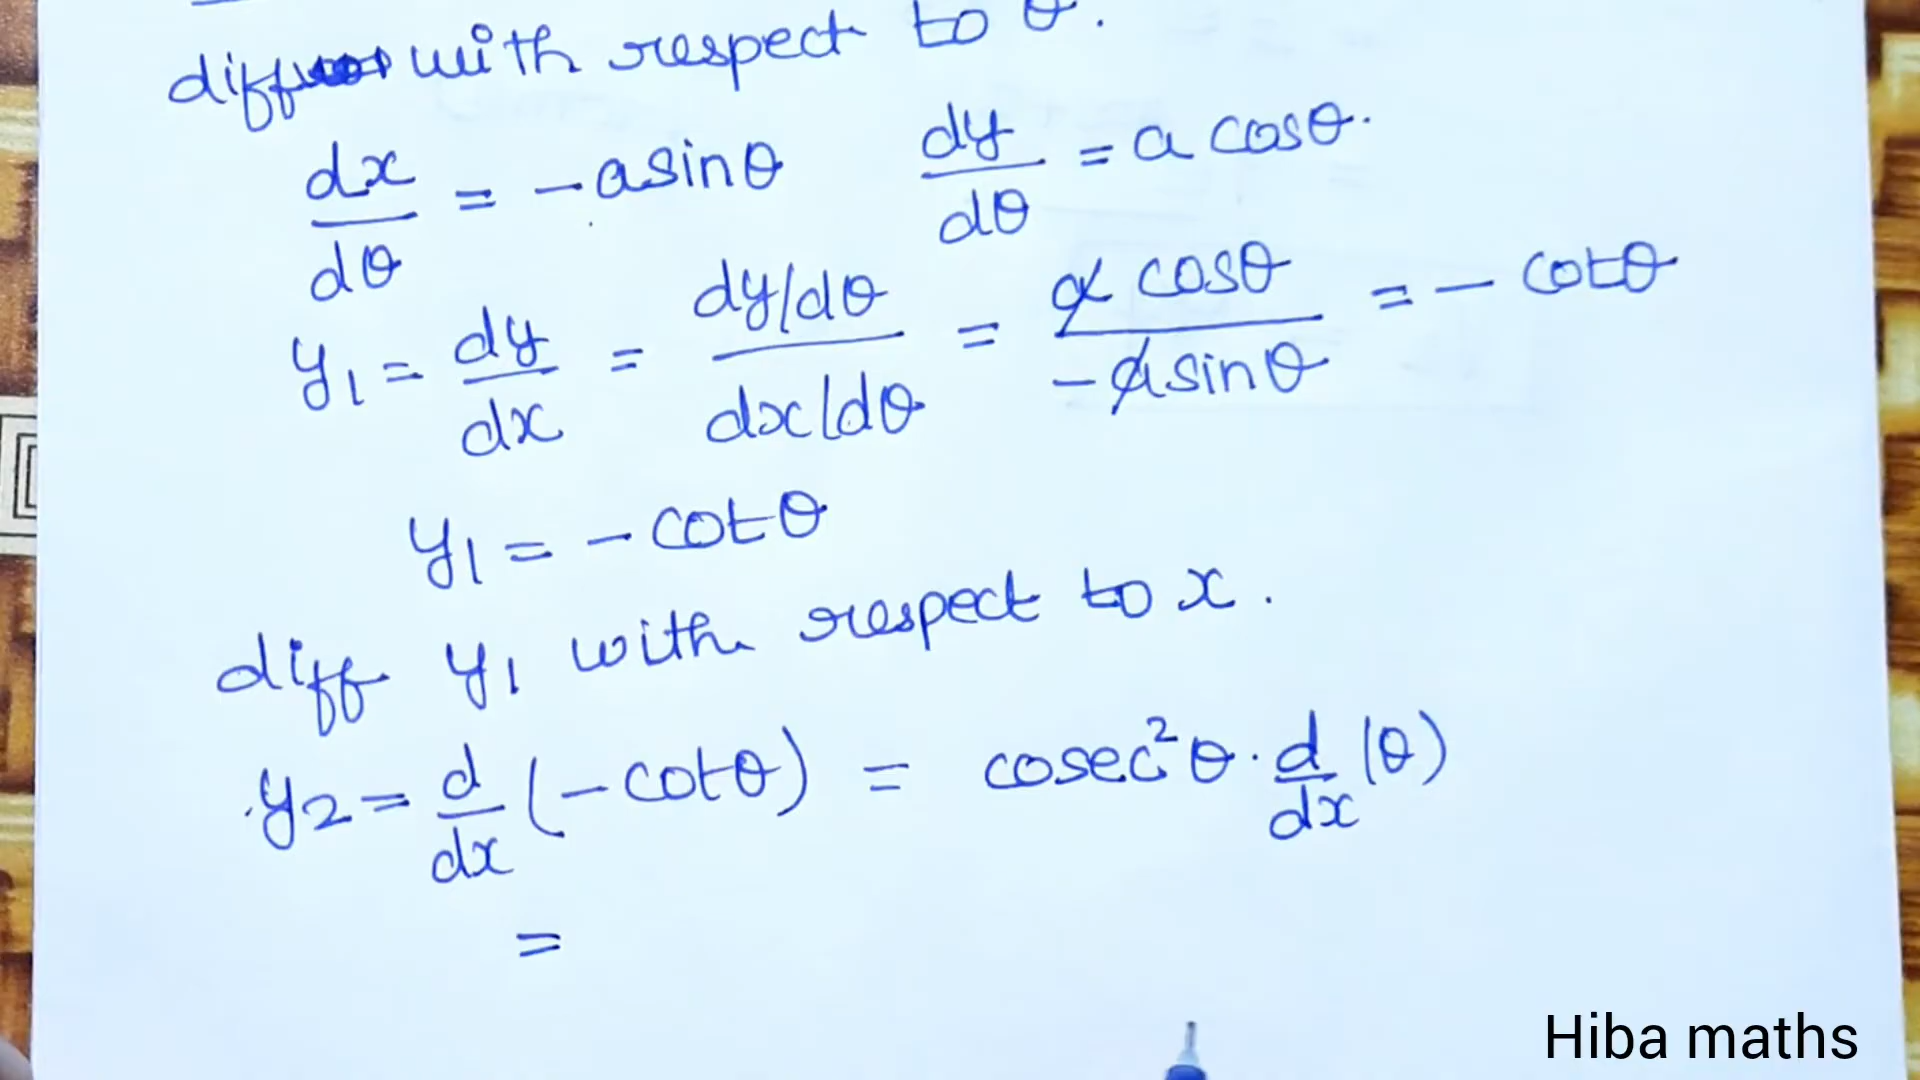 diff with respect to θ.
dx/dθ = - a sinθ dy/dθ = a cosθ.
y₁ = dy/dx = (dy/dθ)/(dx/dθ) = a cosθ/(- a sinθ) = - cotθ
y₁ = - cotθ
diff y₁ with respect to x.
y₂ = d/dx (- cotθ) = cosec²θ · d/dx (θ)
=
Hiba maths